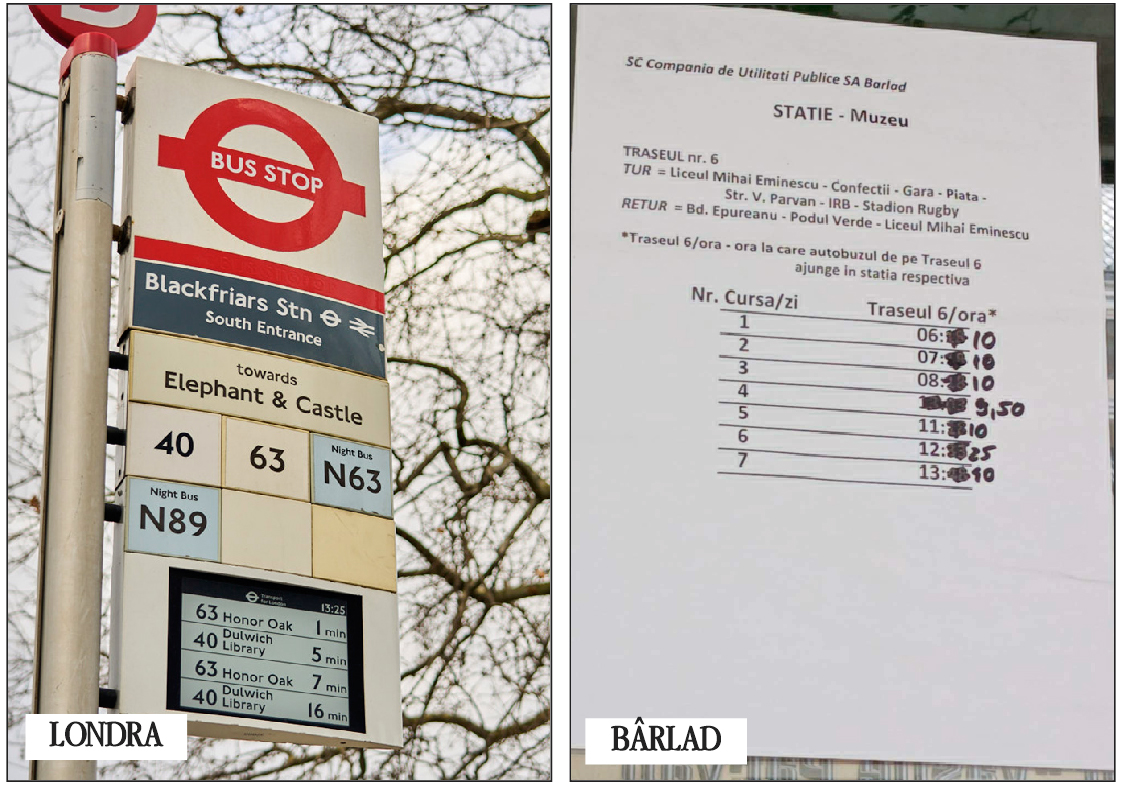 BUS STOP
Blackfriars Stn
South Entrance
towards
Elephant & Castle
40
63
Night Bus
N63
Night Bus
N89
Transport
for London
13:25
63 Honor Oak 1 min
40 Dulwich Library 5 min
63 Honor Oak 7 min
40 Dulwich Library 16 min
LONDRA
SC Compania de Utilitati Publice SA Barlad
STATIE - Muzeu
TRASEUL nr. 6
TUR = Liceul Mihai Eminescu - Confectii - Gara - Piata -
Str. V. Parvan - IRB - Stadion Rugby
RETUR = Bd. Epureanu - Podul Verde - Liceul Mihai Eminescu
*Traseul 6/ora - ora la care autobuzul de pe Traseul 6
ajunge in statia respectiva
Nr. Cursa/zi Traseul 6/ora*
1 06: 10
2 07: 10
3 08: 10
4 9,50
5 11: 10
6 12: 25
7 13:
BÂRLAD